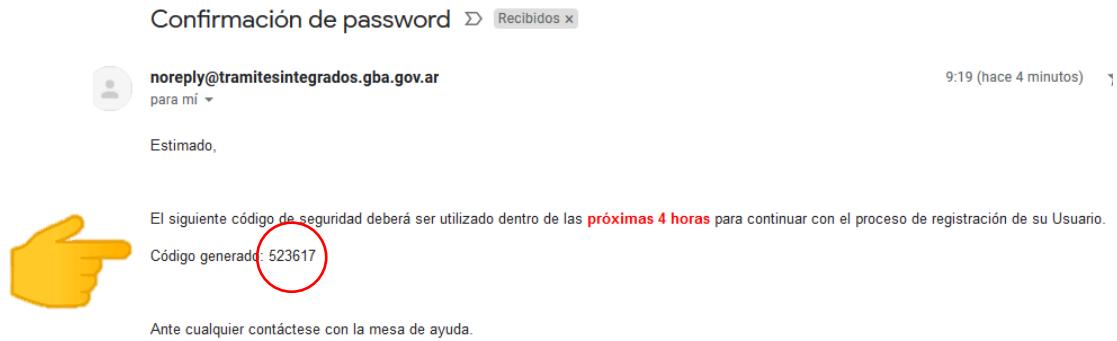 Confirmación de password
Recibidos x
noreply@tramitesintegrados.gba.gov.ar
9:19 (hace 4 minutos)
para mí
Estimado,
El siguiente código de seguridad deberá ser utilizado dentro de las próximas 4 horas para continuar con el proceso de registración de su Usuario.
Código generado: 523617
Ante cualquier contáctese con la mesa de ayuda.